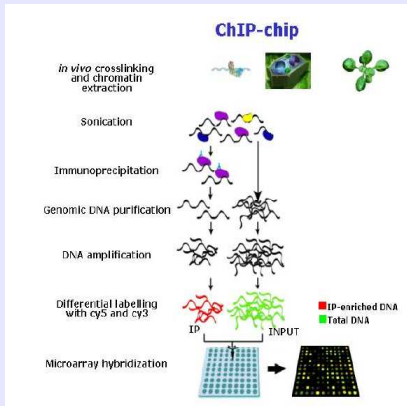 ChIP-chip
in vivo crosslinking
and chromatin
extraction
Sonication
Immunoprecipitation
Genomic DNA purification
DNA amplification
Differential labelling
with cy5 and cy3
IP-enriched DNA
Total DNA
IP
INPUT
Microarray hybridization